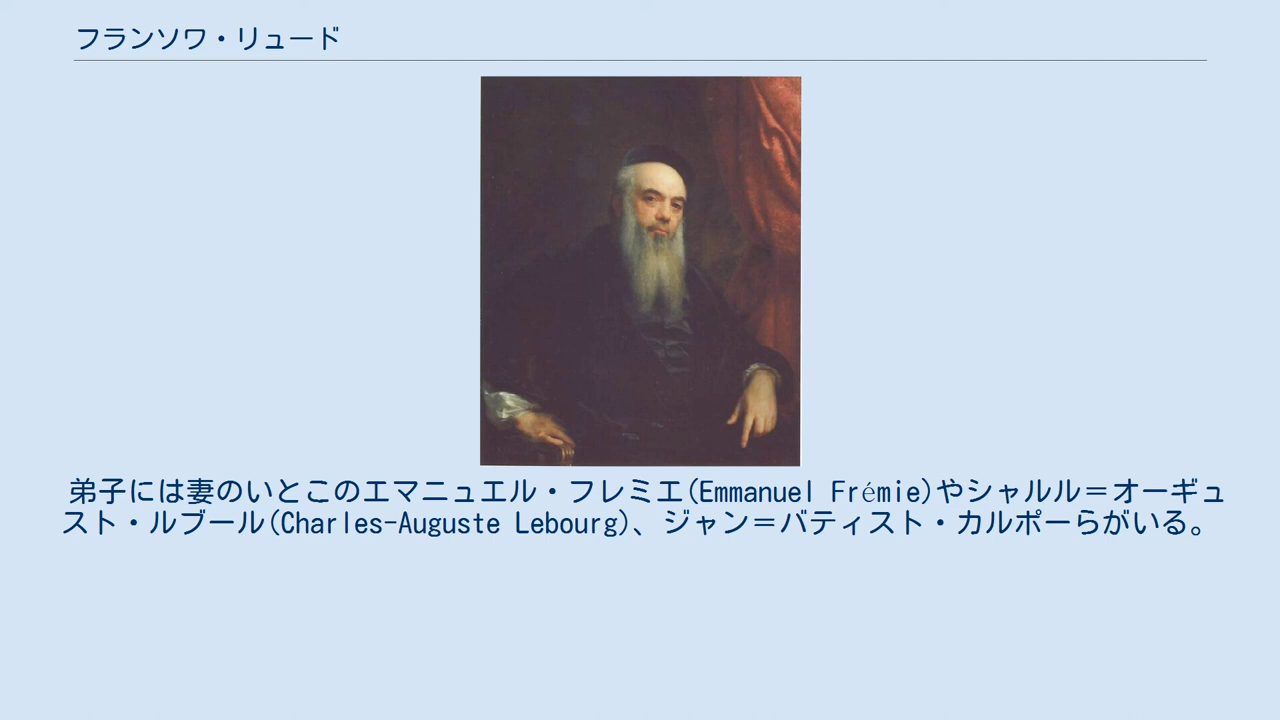 フランソワ・リュード
弟子には妻のいとこのエマニュエル・フレミエ(Emmanuel Frémie)やシャルル＝オーギュ
スト・ルブール(Charles-Auguste Lebourg)、ジャン＝バティスト・カルポーらがいる。